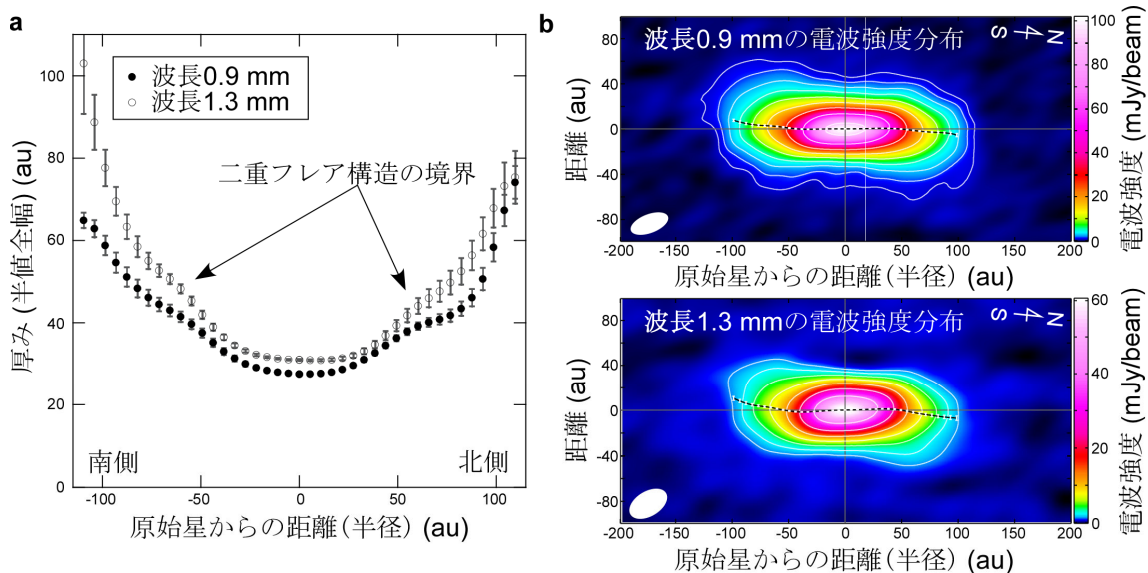 a
波長0.9 mm
波長1.3 mm
二重フレア構造の境界
南側
北側
厚み (半値全幅) (au)
100
80
60
40
20
0
-100
-50
0
50
100
原始星からの距離(半径) (au)
b
波長0.9 mmの電波強度分布
S
N
距離 (au)
80
40
0
-40
-80
-200
-150
-100
-50
0
50
100
150
200
原始星からの距離(半径) (au)
100
80
60
40
20
10
0
電波強度 (mJy/beam)
波長1.3 mmの電波強度分布
S
N
距離 (au)
80
40
0
-40
-80
-200
-150
-100
-50
0
50
100
150
200
原始星からの距離(半径) (au)
60
40
20
10
0
電波強度 (mJy/beam)